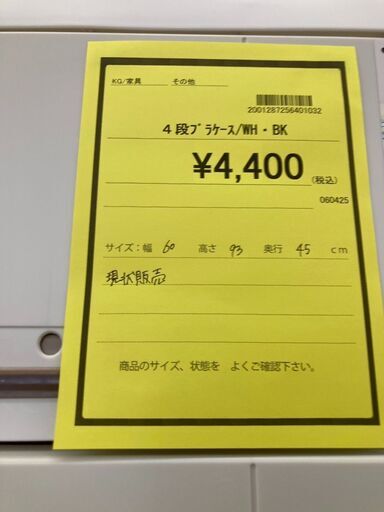 KG/家具　その他
2001287256401032
４段ﾌﾟﾗｹｰｽ/WH・BK
¥4,400 (税込)
060425
サイズ：幅 60 高さ 93 奥行 45 cm
現状販売
商品のサイズ、状態を　よくご確認下さい。